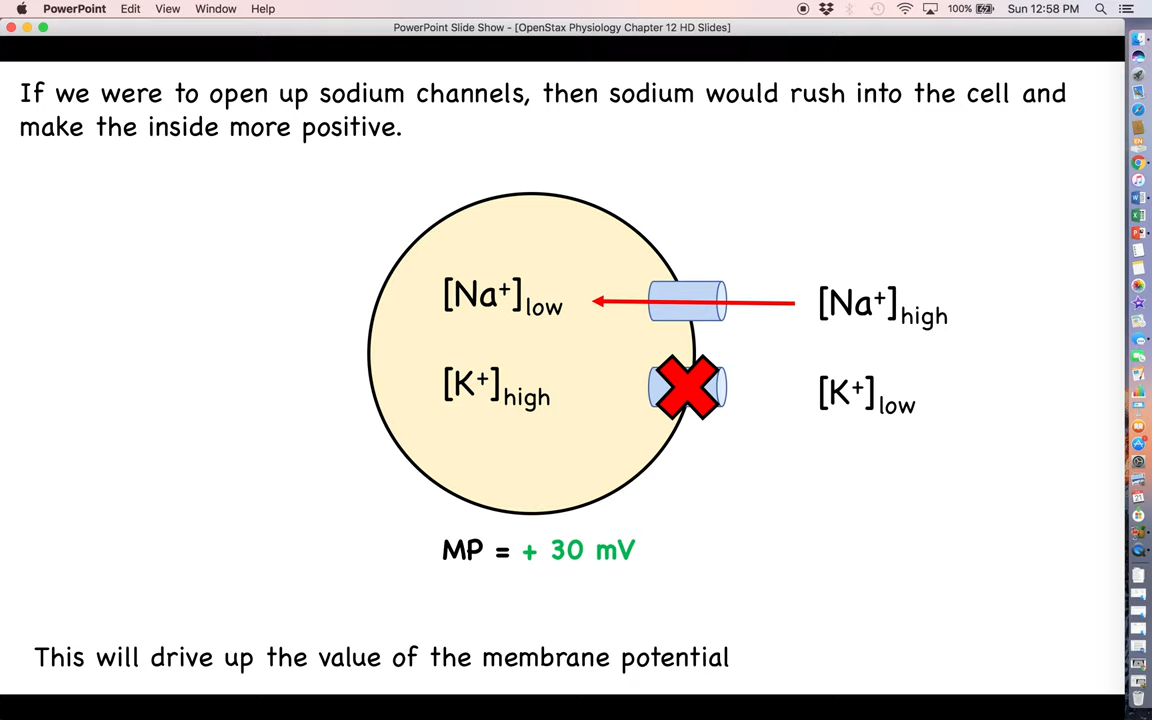 PowerPoint Edit View Window Help 100% Sun 12:58 PM
PowerPoint Slide Show - [OpenStax Physiology Chapter 12 HD Slides]
If we were to open up sodium channels, then sodium would rush into the cell and
make the inside more positive.
[Na⁺]low [Na⁺]high
[K⁺]high [K⁺]low
MP = + 30 mV
This will drive up the value of the membrane potential